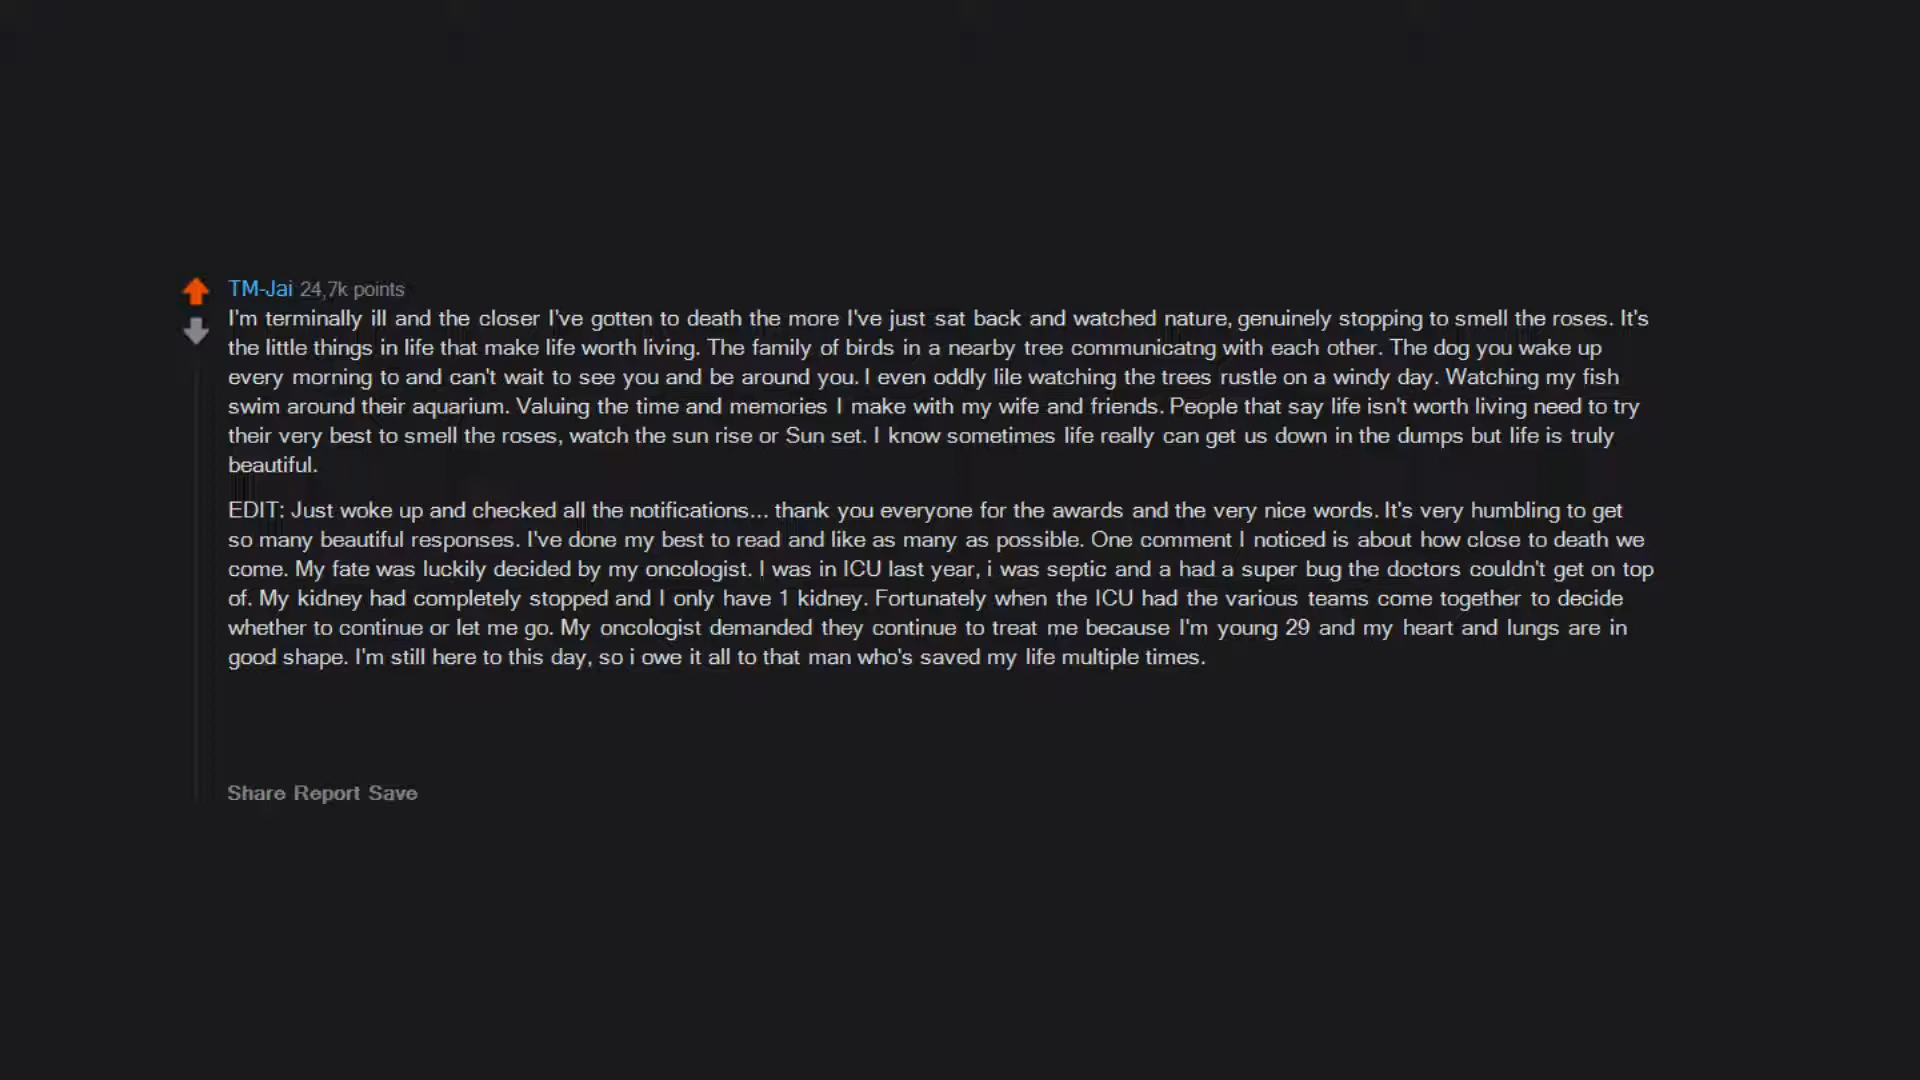 TM-Jai 24,7k points
I'm terminally ill and the closer I've gotten to death the more I've just sat back and watched nature, genuinely stopping to smell the roses. It's
the little things in life that make life worth living. The family of birds in a nearby tree communicatng with each other. The dog you wake up
every morning to and can't wait to see you and be around you. I even oddly lile watching the trees rustle on a windy day. Watching my fish
swim around their aquarium. Valuing the time and memories I make with my wife and friends. People that say life isn't worth living need to try
their very best to smell the roses, watch the sun rise or Sun set. I know sometimes life really can get us down in the dumps but life is truly
beautiful.
EDIT: Just woke up and checked all the notifications... thank you everyone for the awards and the very nice words. It's very humbling to get
so many beautiful responses. I've done my best to read and like as many as possible. One comment I noticed is about how close to death we
come. My fate was luckily decided by my oncologist. I was in ICU last year, i was septic and a had a super bug the doctors couldn't get on top
of. My kidney had completely stopped and I only have 1 kidney. Fortunately when the ICU had the various teams come together to decide
whether to continue or let me go. My oncologist demanded they continue to treat me because I'm young 29 and my heart and lungs are in
good shape. I'm still here to this day, so i owe it all to that man who's saved my life multiple times.
Share Report Save